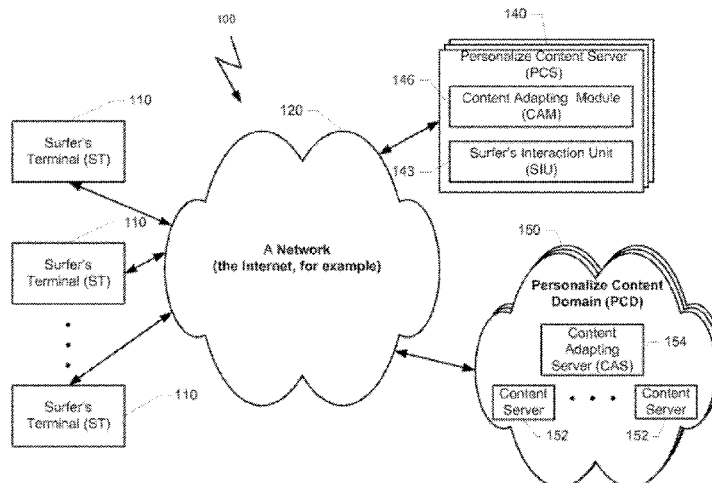 100
140
Personalize Content Server
(PCS)
146
Content Adapting Module
(CAM)
143
Surfer's Interaction Unit
(SIU)
110
Surfer's
Terminal (ST)
120
110
Surfer's
Terminal (ST)
A Network
(the Internet, for example)
150
Personalize Content
Domain (PCD)
Content
Adapting
Server (CAS)
154
110
Surfer's
Terminal (ST)
Content
Server
Content
Server
152
152